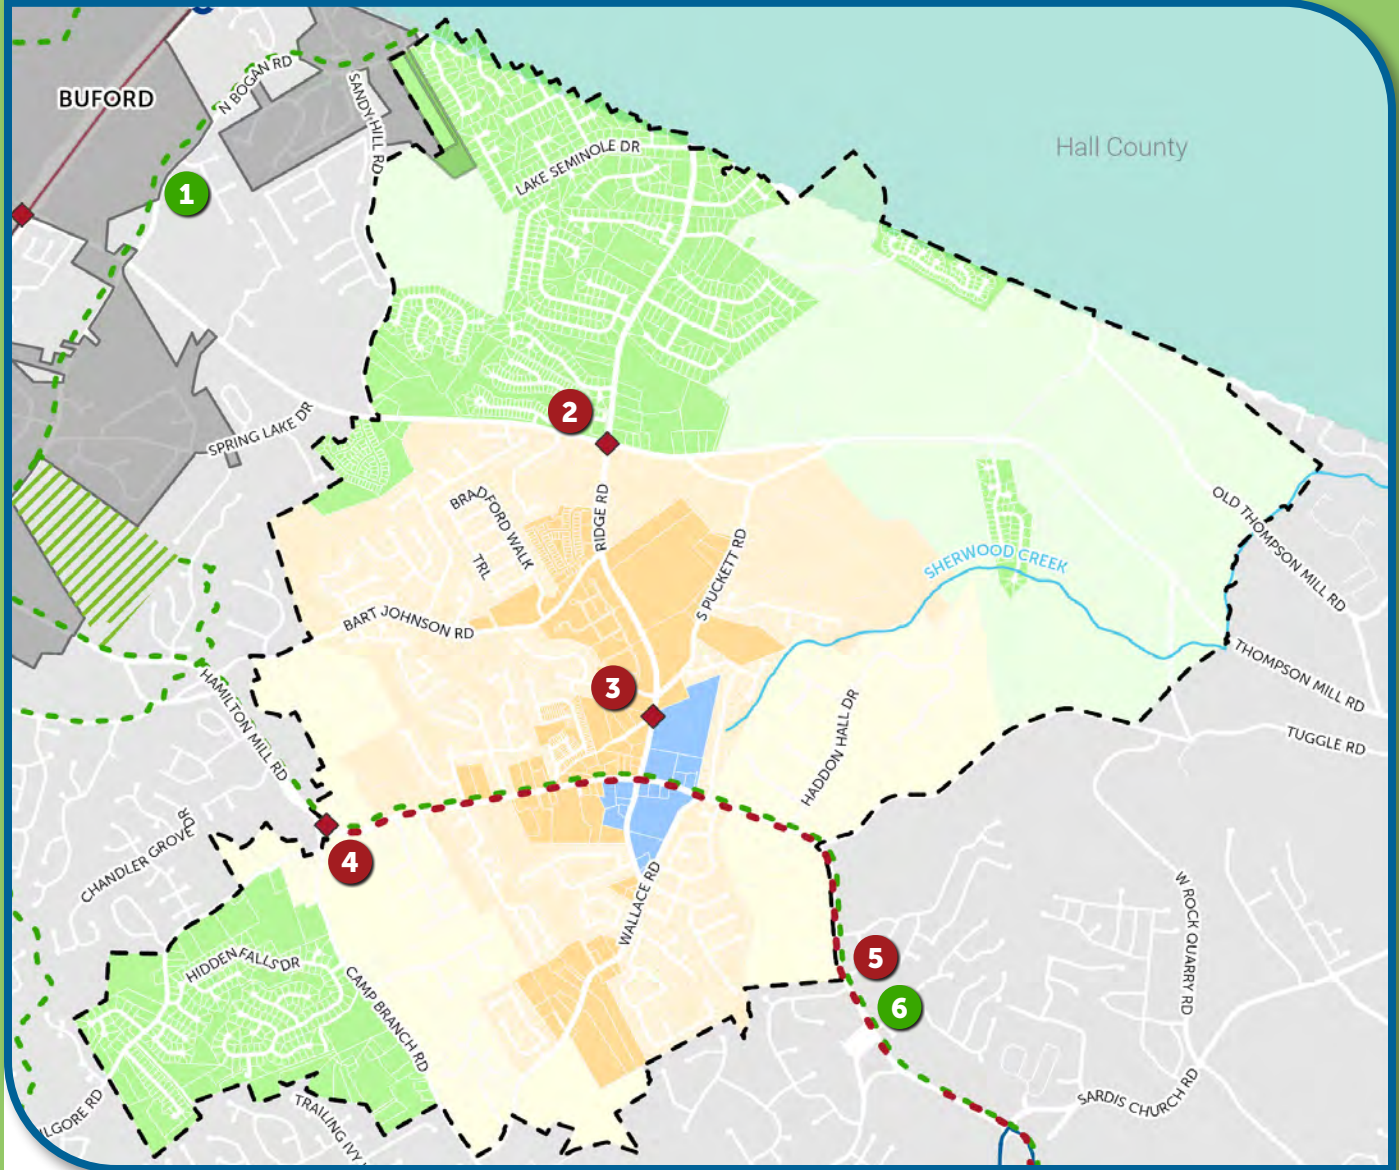 BUFORD
N BOGAN RD
SANDY HILL RD
Hall County
LAKE SEMINOLE DR
1
2
SPRING LAKE DR
BRADFORD WALK
TRL
RIDGE RD
S PUCKETT RD
OLD THOMPSON MILL RD
SHERWOOD CREEK
BART JOHNSON RD
THOMPSON MILL RD
HAMILTON MILL RD
3
HADDON HALL DR
TUGGLE RD
CHANDLER GROVE
DR
4
WALLACE RD
W ROCK QUARRY RD
HIDDEN FALLS DR
CAMP BRANCH RD
5
6
ILGORE RD
TRAILING IVY
SARDIS CHURCH RD